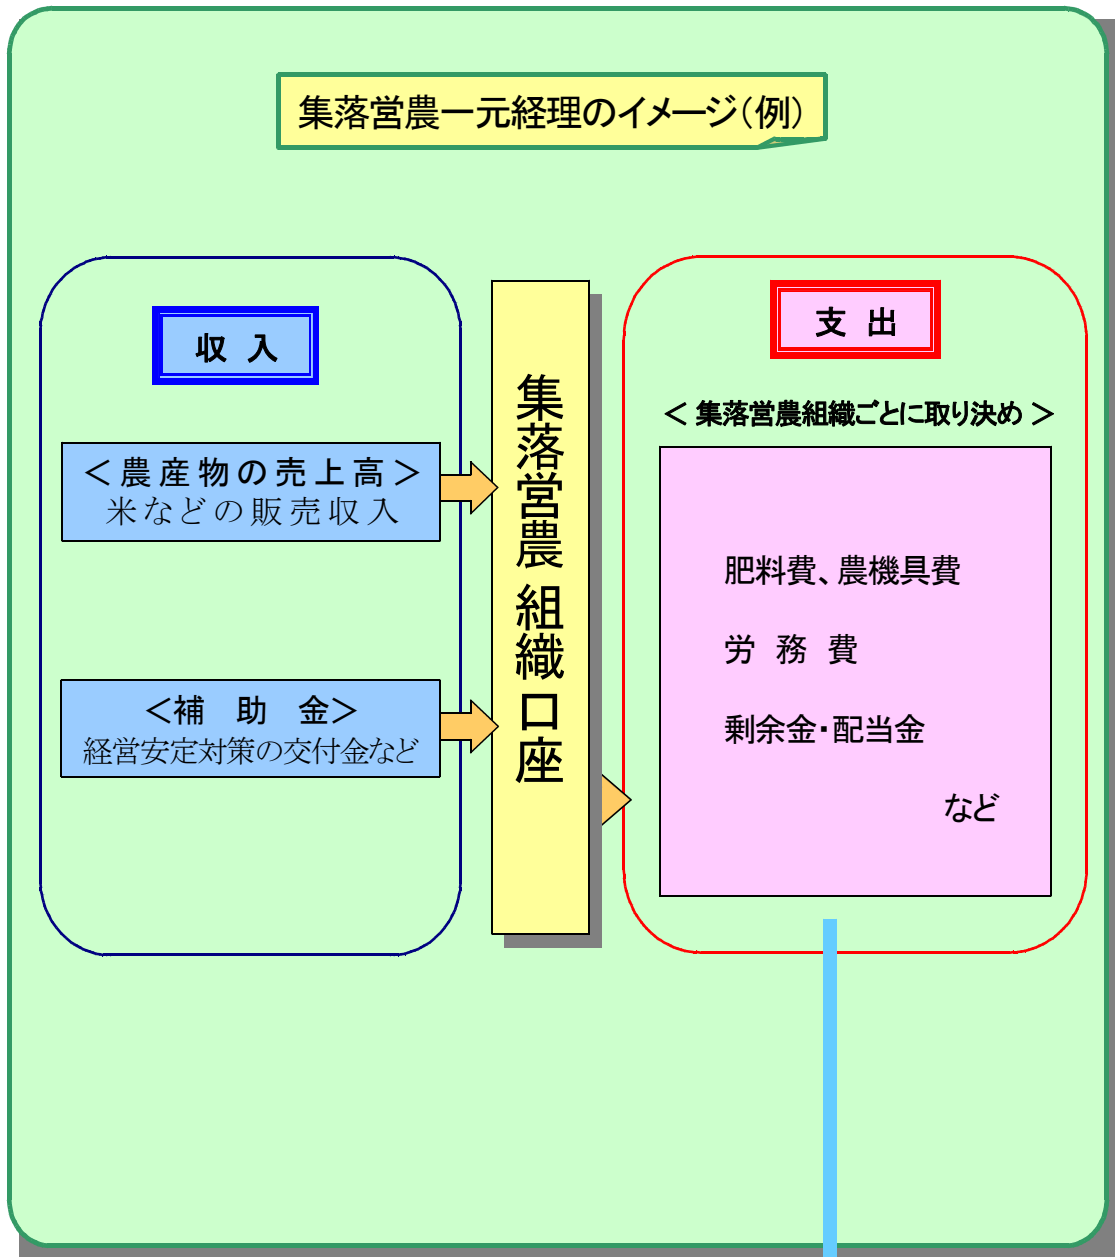 集落営農一元経理のイメージ(例)
収 入
＜農産物の売上高＞
米などの販売収入
＜補　助　金＞
経営安定対策の交付金など
集落営農組織口座
支 出
＜ 集落営農組織ごとに取り決め ＞
肥料費、農機具費
労 務 費
剰余金・配当金
など